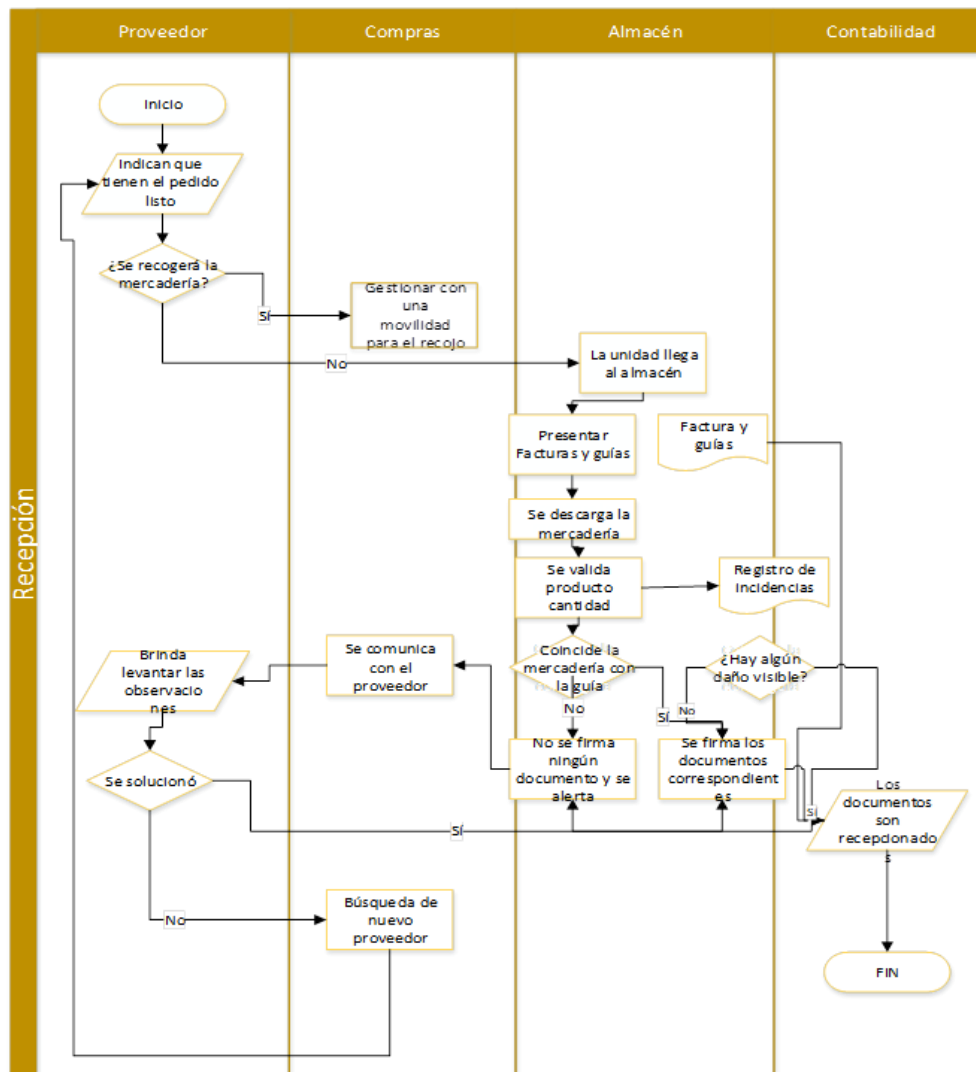 Proveedor
Compras
Almacén
Contabilidad
Recepción
Inicio
Indican que
tienen el pedido
listo
¿Se recogerá la
mercadería?
Sí
Gestionar con
una
movilidad
para el recojo
No
La unidad llega
al almacén
Presentar
Facturas y guías
Factura y
guías
Se descarga la
mercadería
Se valida
producto
cantidad
Registro de
incidencias
Coincide la
mercadería con
la guía
¿Hay algún
daño visible?
Se comunica
con el
proveedor
Brinda
levantar las
observacio
nes
No
Sí
No
No se firma
ningún
documento y se
alerta
Se firma los
documentos
correspondient
es
Se solucionó
Sí
Sí
Los
documentos
son
recepcionado
s
No
Búsqueda de
nuevo
proveedor
FIN